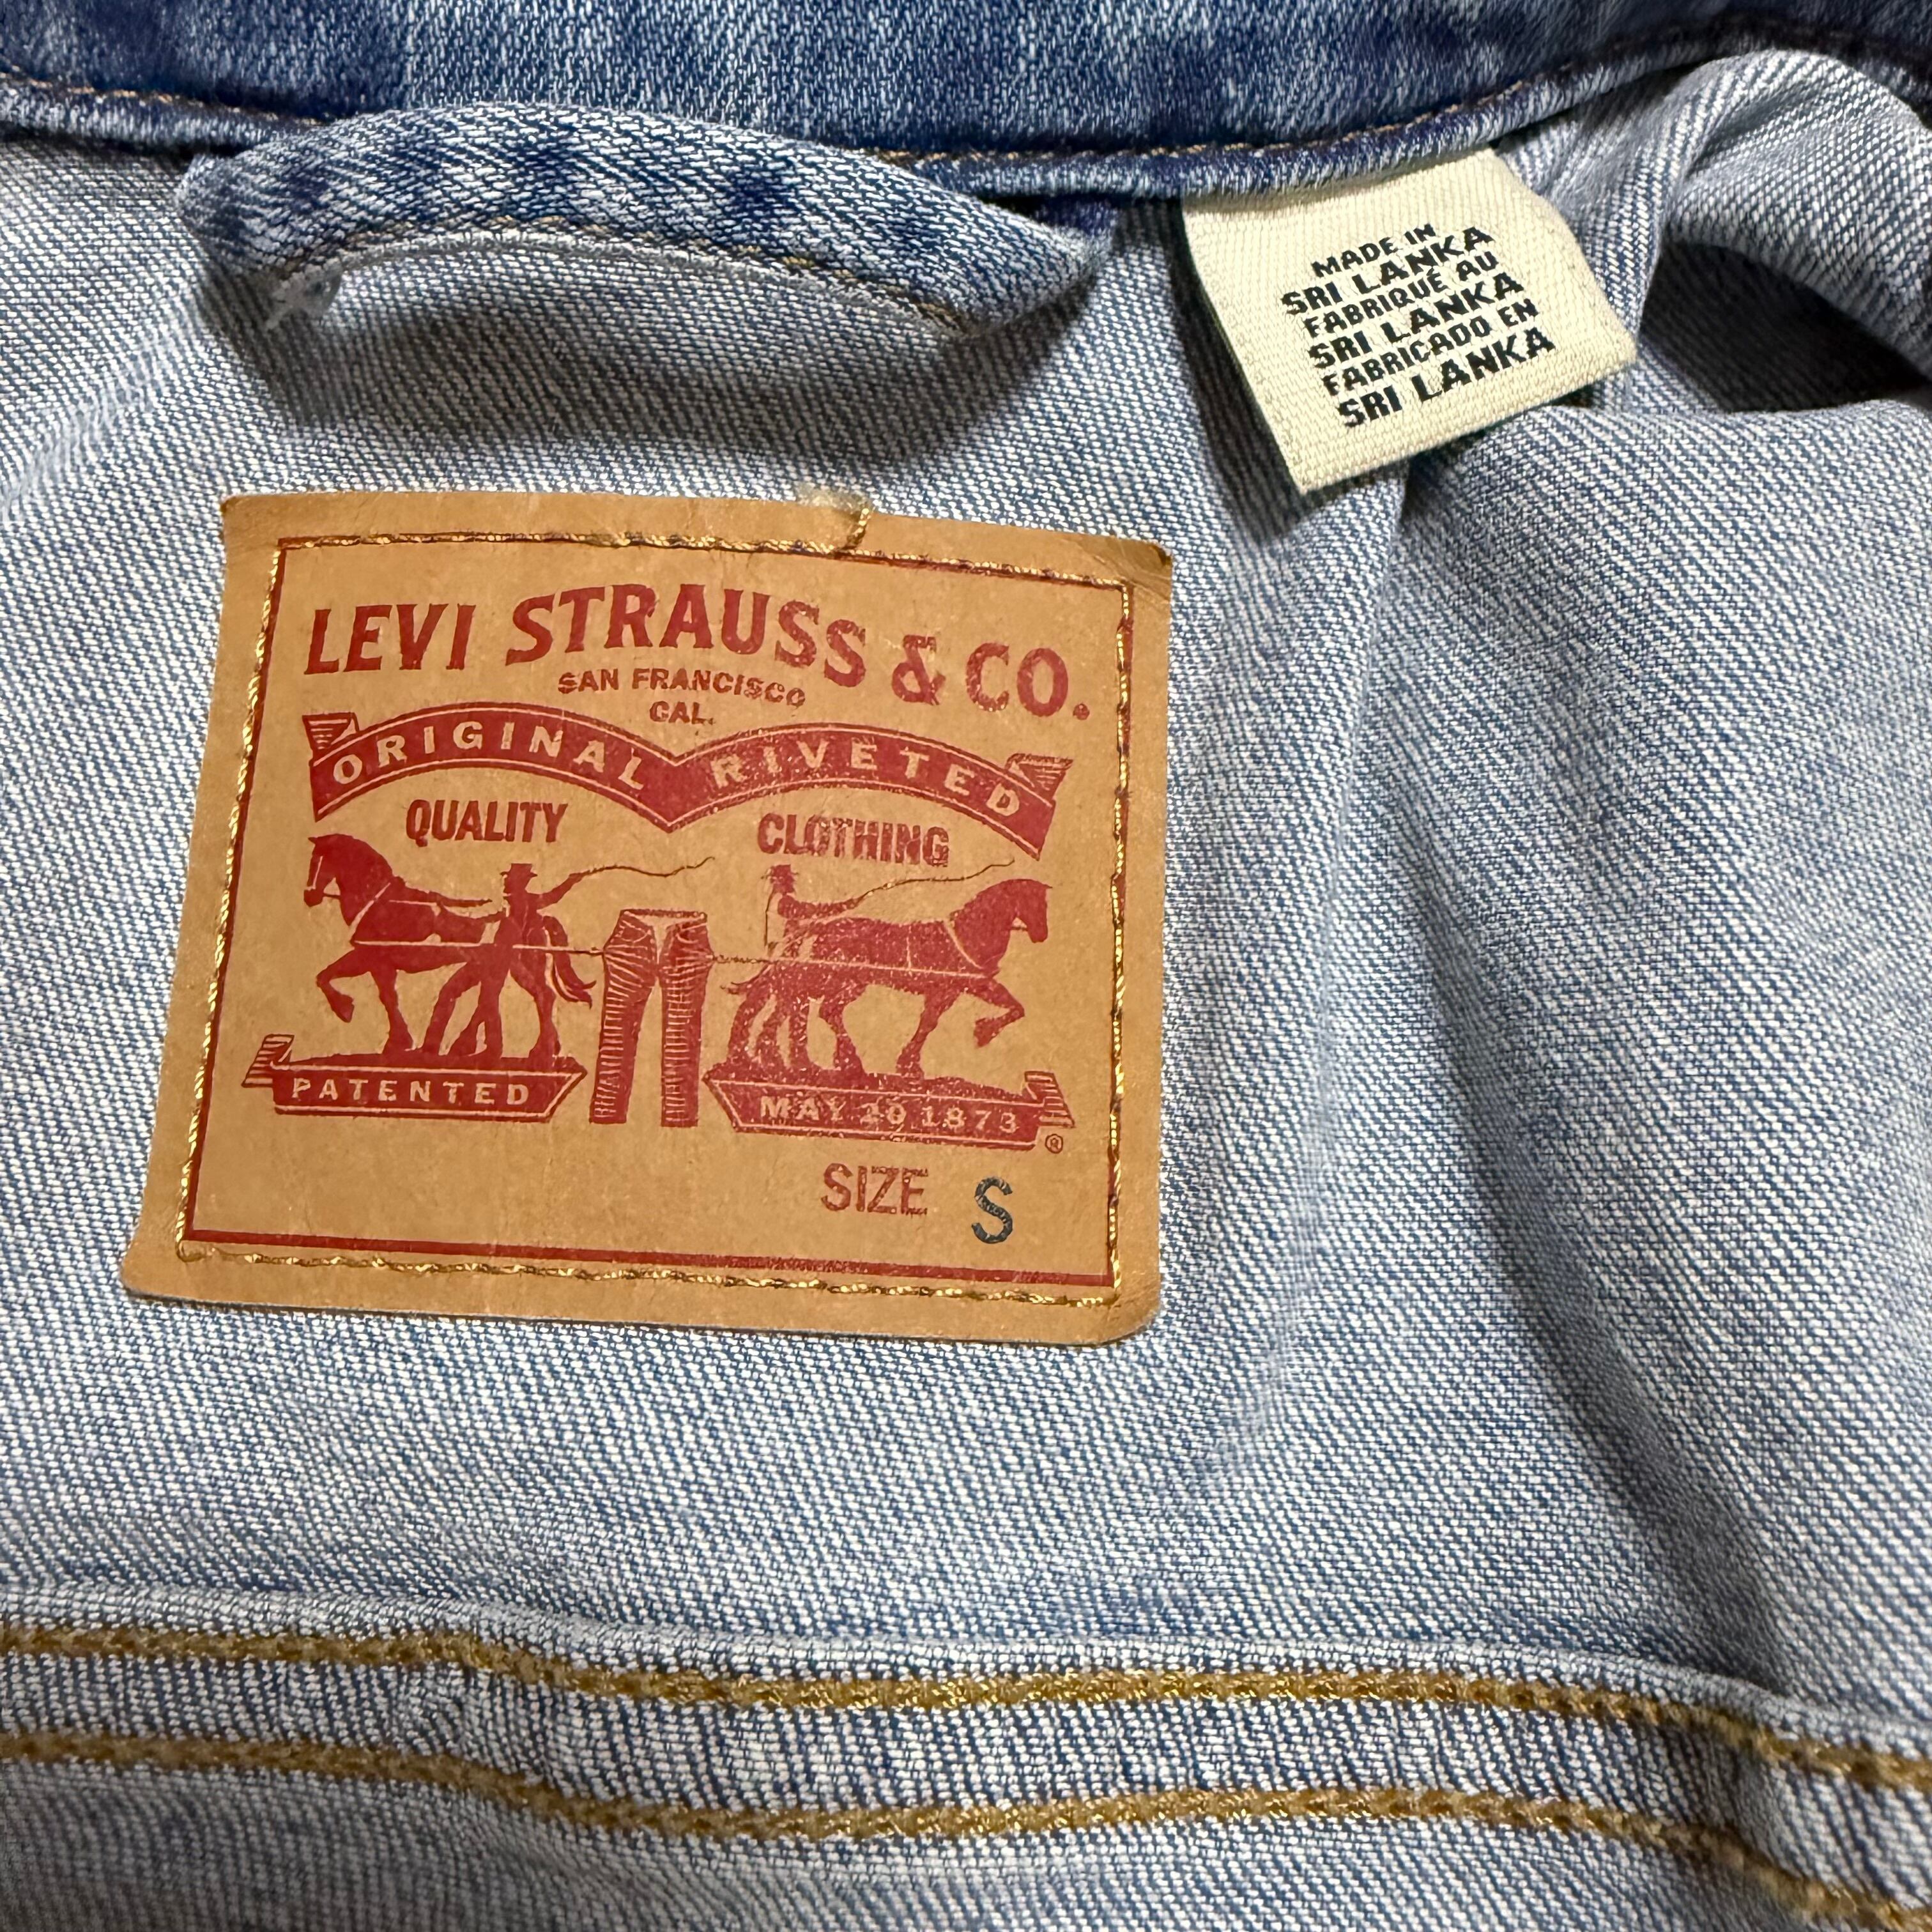 MADE IN
SRI LANKA
FABRIQUÉ AU
SRI LANKA
FABRICADO EN
SRI LANKA
LEVI STRAUSS & CO.
SAN FRANCISCO
CAL.
ORIGINAL RIVETED
QUALITY CLOTHING
PATENTED MAY 20 1873
®
SIZE S